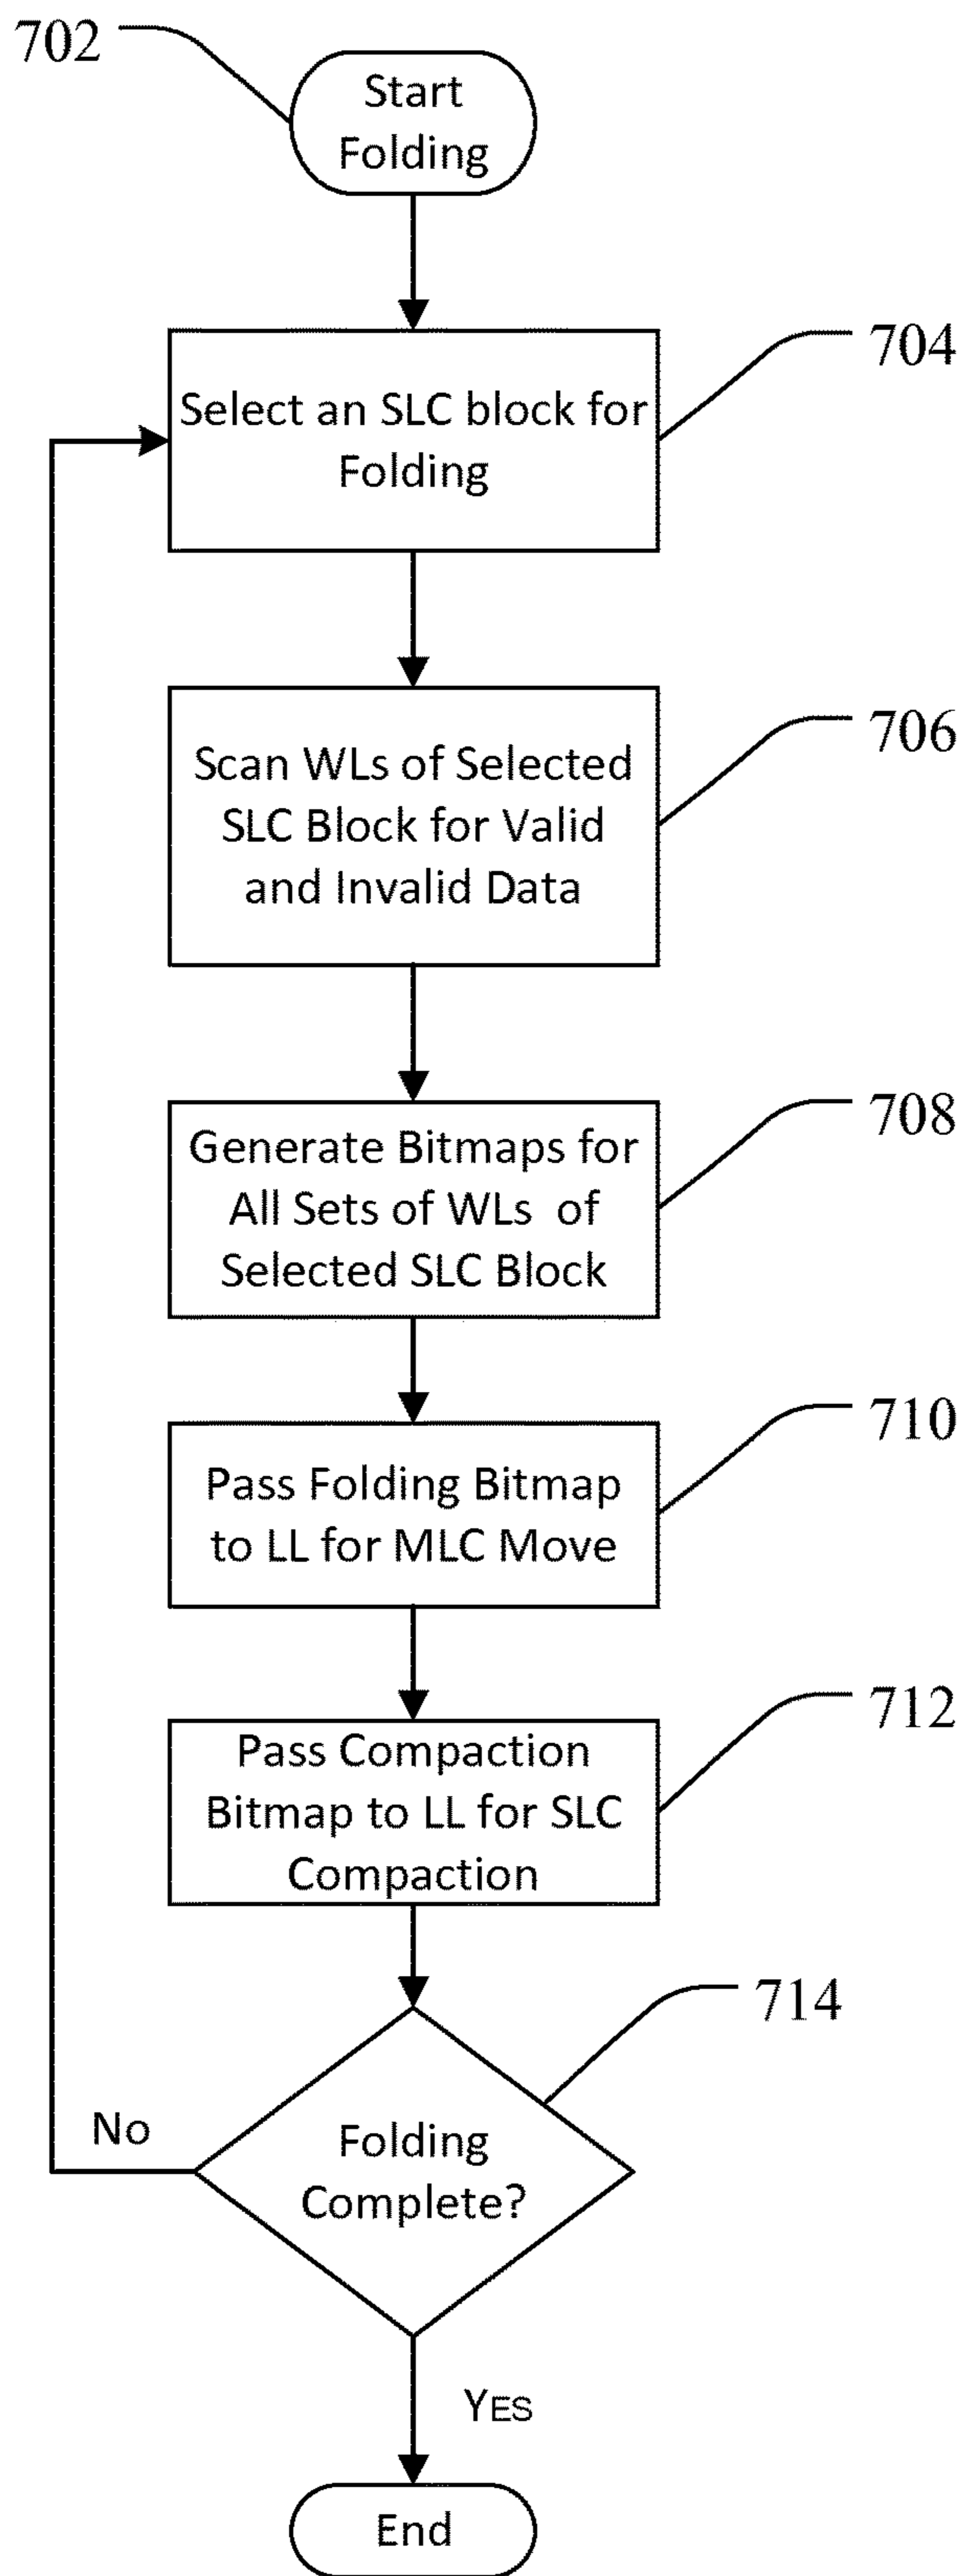 702
Start
Folding
704
Select an SLC block for
Folding
706
Scan WLs of Selected
SLC Block for Valid
and Invalid Data
708
Generate Bitmaps for
All Sets of WLs of
Selected SLC Block
710
Pass Folding Bitmap
to LL for MLC Move
712
Pass Compaction
Bitmap to LL for SLC
Compaction
714
No
Folding
Complete?
YES
End